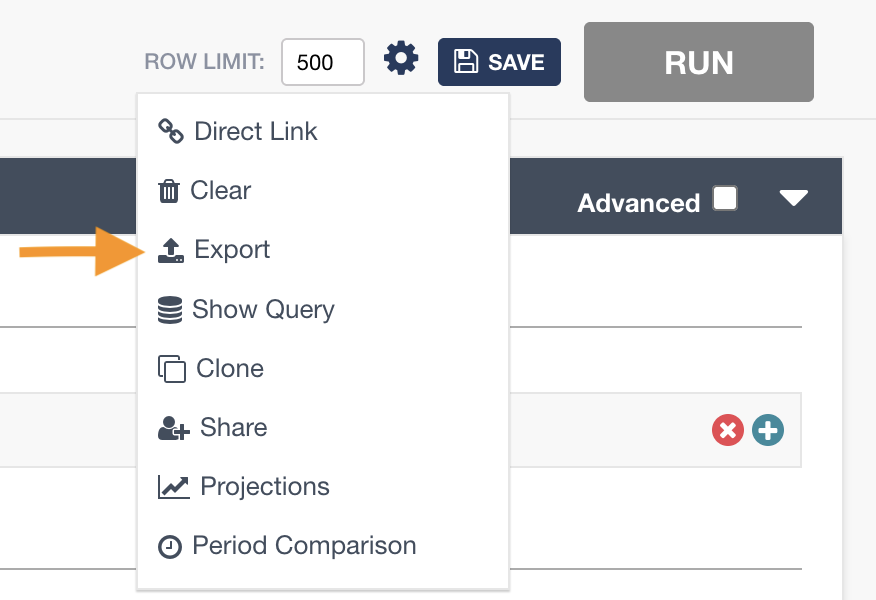 ROW LIMIT: 500 SAVE RUN
Direct Link
Clear
Advanced
Export
Show Query
Clone
Share
Projections
Period Comparison